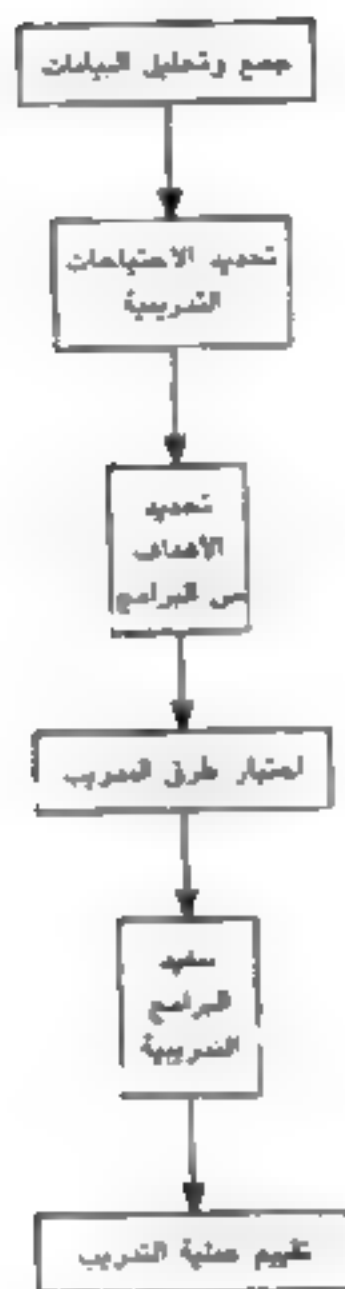 جمع وتحليل البيانات
تحديد الاحتياجات
التدريبية
تحديد
الأهداف
من البرامج
اختيار طرق التدريب
تنفيذ
البرامج
التدريبية
تقييم عملية التدريب